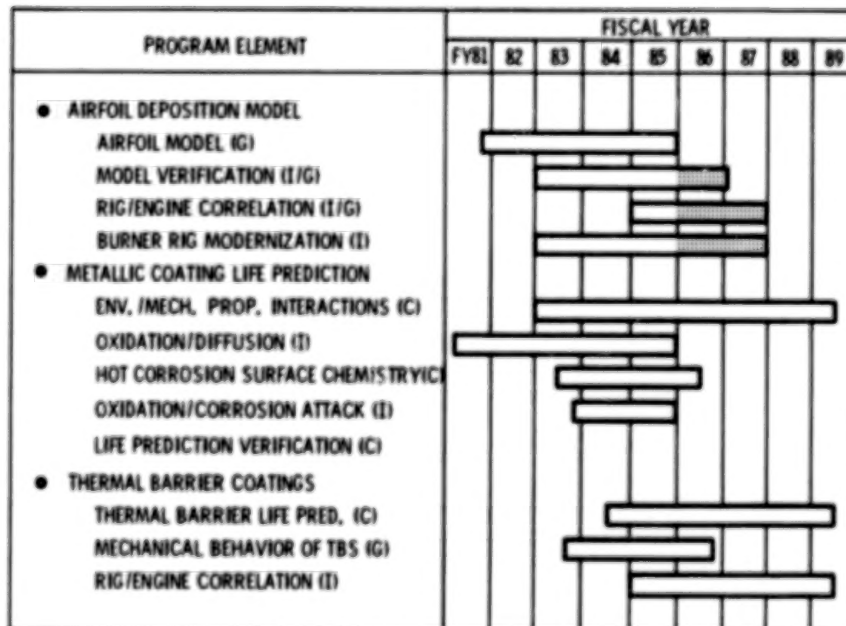 PROGRAM ELEMENT
FISCAL YEAR
FY81 82 83 84 85 86 87 88 89
● AIRFOIL DEPOSITION MODEL
AIRFOIL MODEL (G)
MODEL VERIFICATION (I/G)
RIG/ENGINE CORRELATION (I/G)
BURNER RIG MODERNIZATION (I)
● METALLIC COATING LIFE PREDICTION
ENV. /MECH. PROP. INTERACTIONS (C)
OXIDATION/DIFFUSION (I)
HOT CORROSION SURFACE CHEMISTRY(C)
OXIDATION/CORROSION ATTACK (I)
LIFE PREDICTION VERIFICATION (C)
● THERMAL BARRIER COATINGS
THERMAL BARRIER LIFE PRED. (C)
MECHANICAL BEHAVIOR OF TBS (G)
RIG/ENGINE CORRELATION (I)